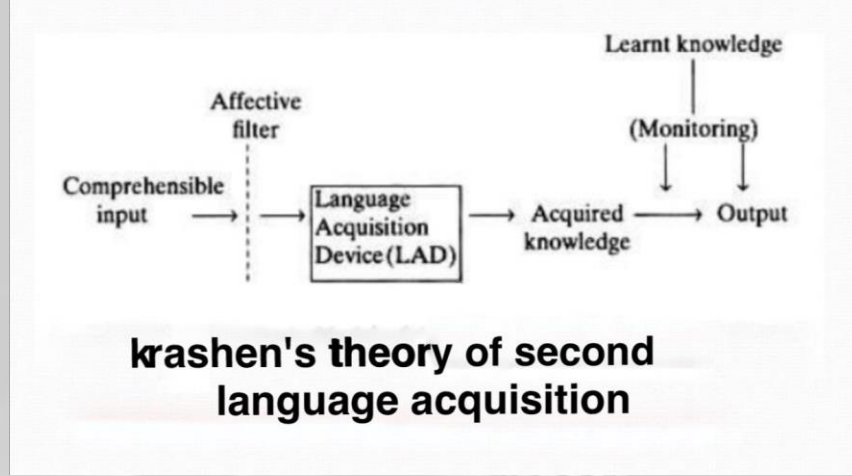 Learnt knowledge
Affective
filter
(Monitoring)
Comprehensible
input
Language
Acquisition
Device (LAD)
Acquired
knowledge
Output
krashen's theory of second
language acquisition